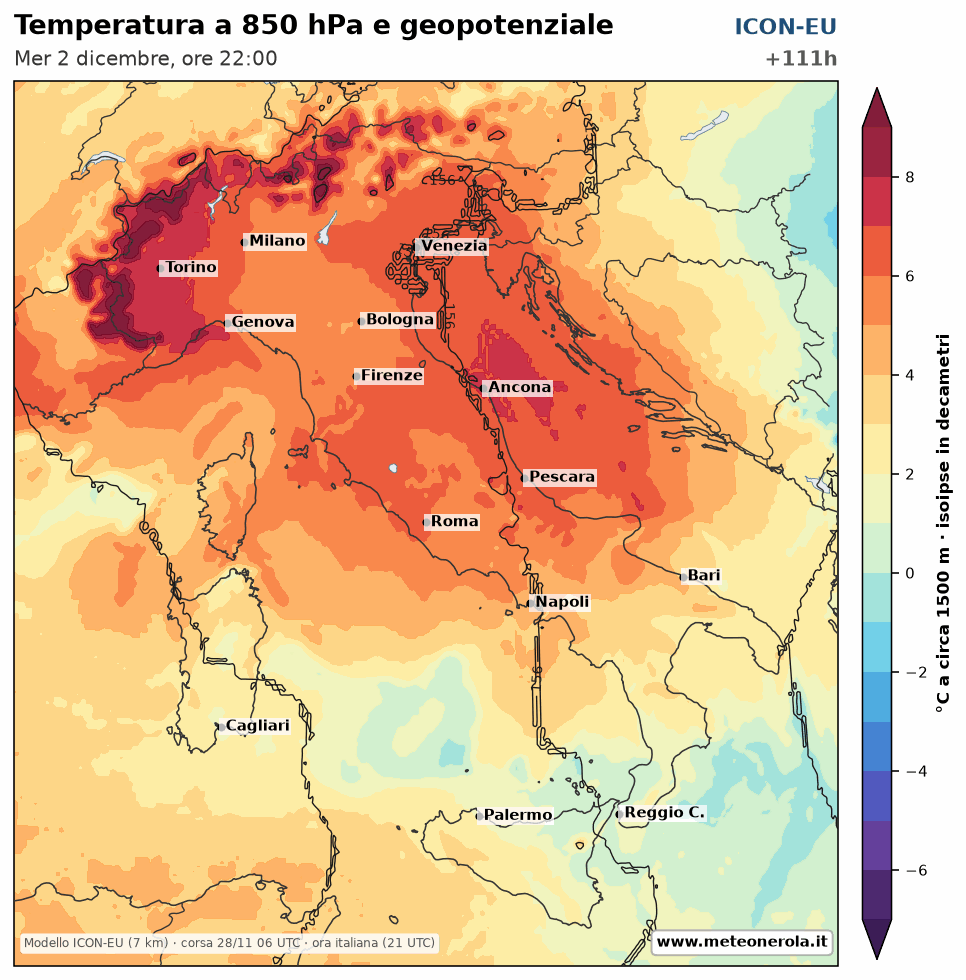 Temperatura a 850 hPa e geopotenziale
ICON-EU
Mer 2 dicembre, ore 22:00
+111h
156
Milano
Venezia
Torino
Genova
Bologna
156
Firenze
Ancona
Pescara
Roma
Bari
Napoli
Cagliari
Palermo
Reggio C.
8
6
4
2
0
−2
−4
−6
°C a circa 1500 m · isoipse in decametri
Modello ICON-EU (7 km) · corsa 28/11 06 UTC · ora italiana (21 UTC)
www.meteonerola.it